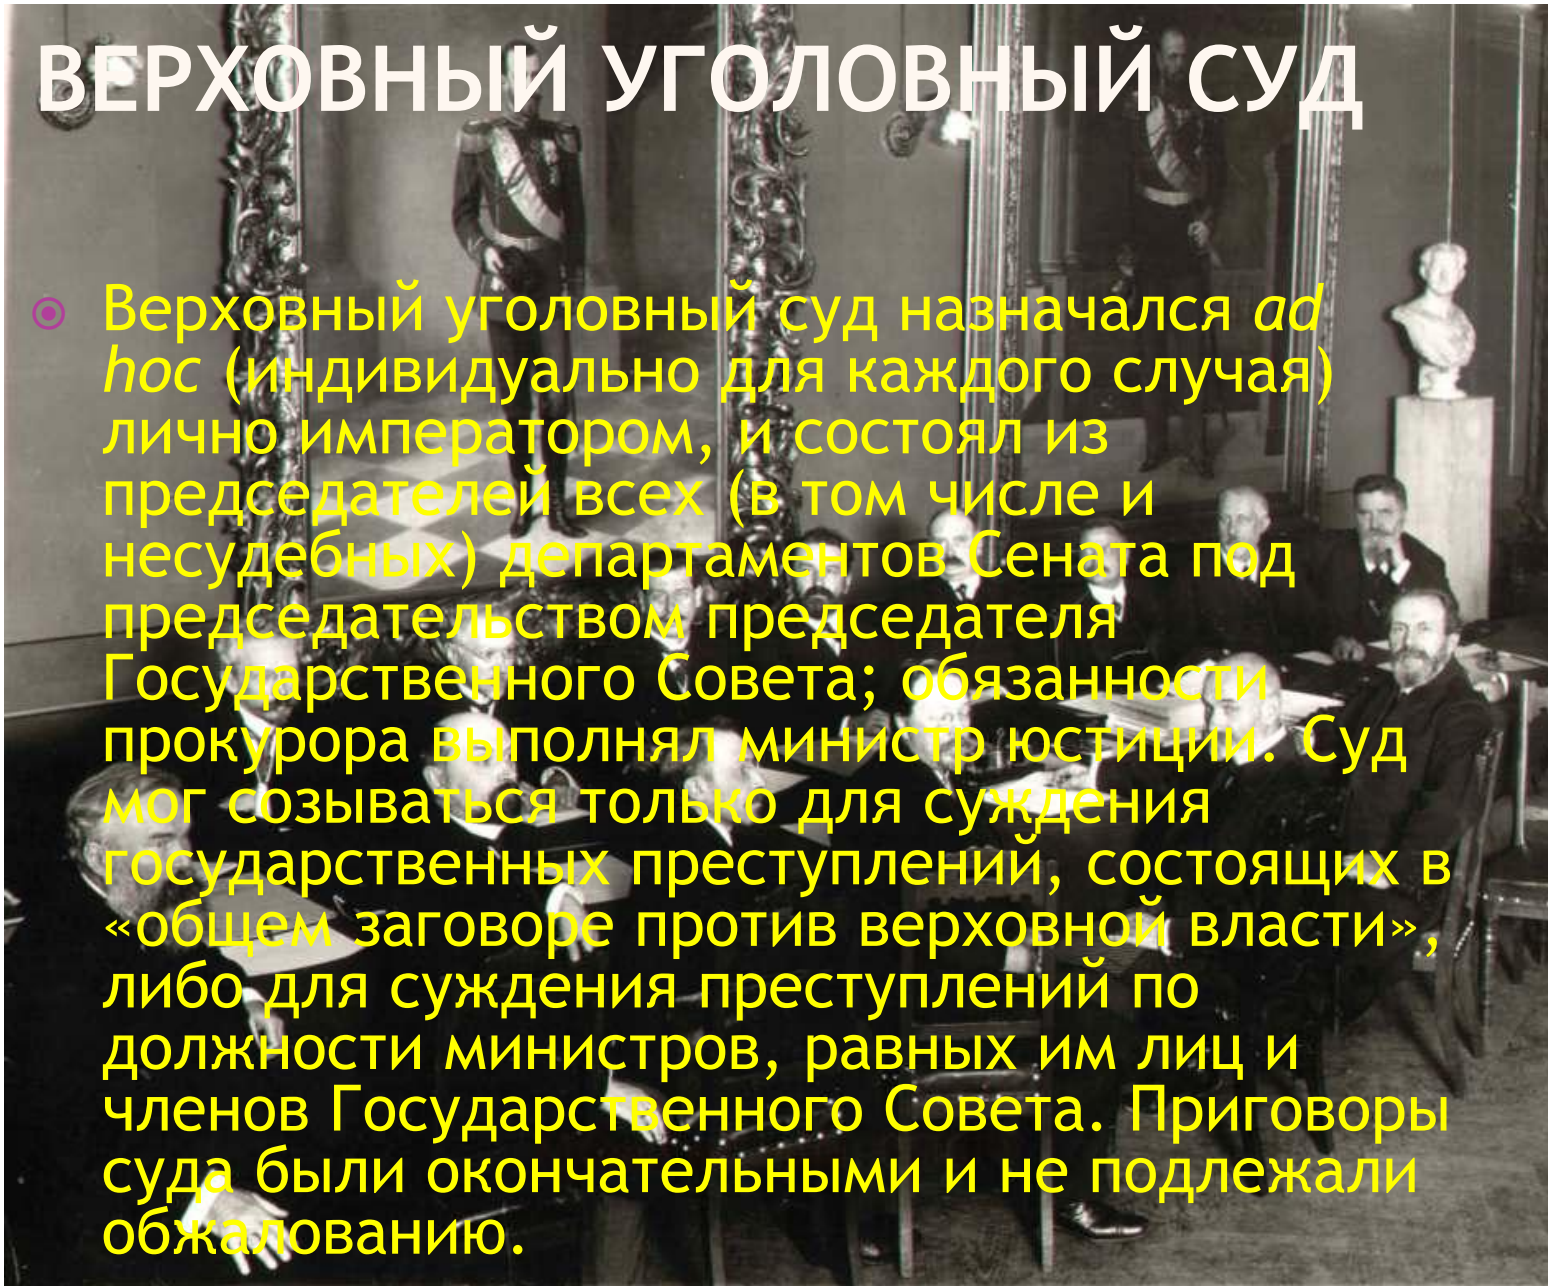 ВЕРХОВНЫЙ УГОЛОВНЫЙ СУД
Верховный уголовный суд назначался ad
hoc (индивидуально для каждого случая)
лично императором, и состоял из
председателей всех (в том числе и
несудебных) департаментов Сената под
председательством председателя
Государственного Совета; обязанности
прокурора выполнял министр юстиции. Суд
мог созываться только для суждения
государственных преступлений, состоящих в
«общем заговоре против верховной власти»,
либо для суждения преступлений по
должности министров, равных им лиц и
членов Государственного Совета. Приговоры
суда были окончательными и не подлежали
обжалованию.